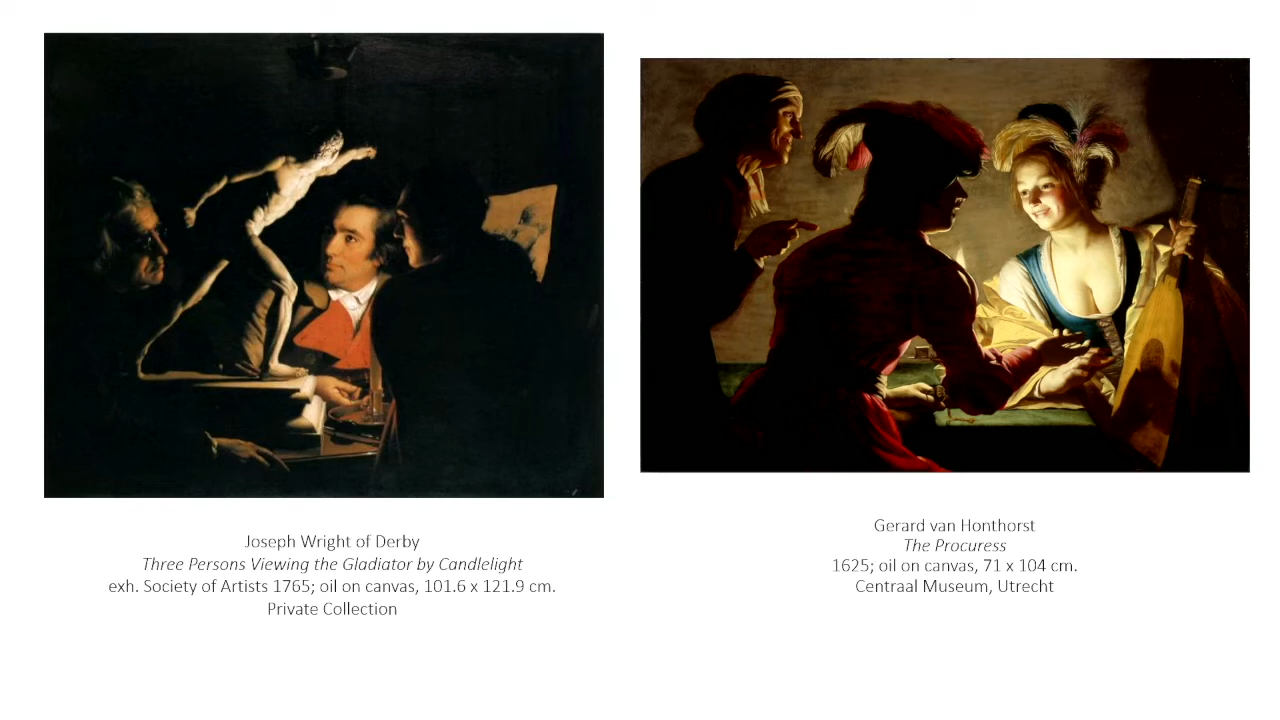 Joseph Wright of Derby
Three Persons Viewing the Gladiator by Candlelight
exh. Society of Artists 1765; oil on canvas, 101.6 x 121.9 cm.
Private Collection
Gerard van Honthorst
The Procuress
1625; oil on canvas, 71 x 104 cm.
Centraal Museum, Utrecht